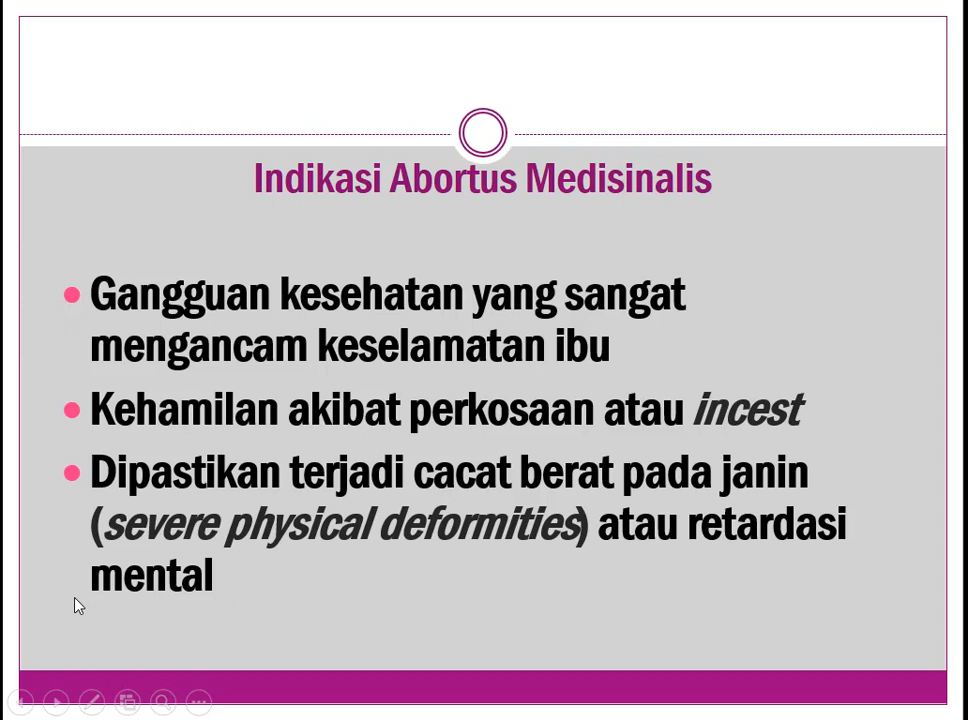 Indikasi Abortus Medisinalis
Gangguan kesehatan yang sangat
mengancam keselamatan ibu
Kehamilan akibat perkosaan atau incest
Dipastikan terjadi cacat berat pada janin
(severe physical deformities) atau retardasi
mental